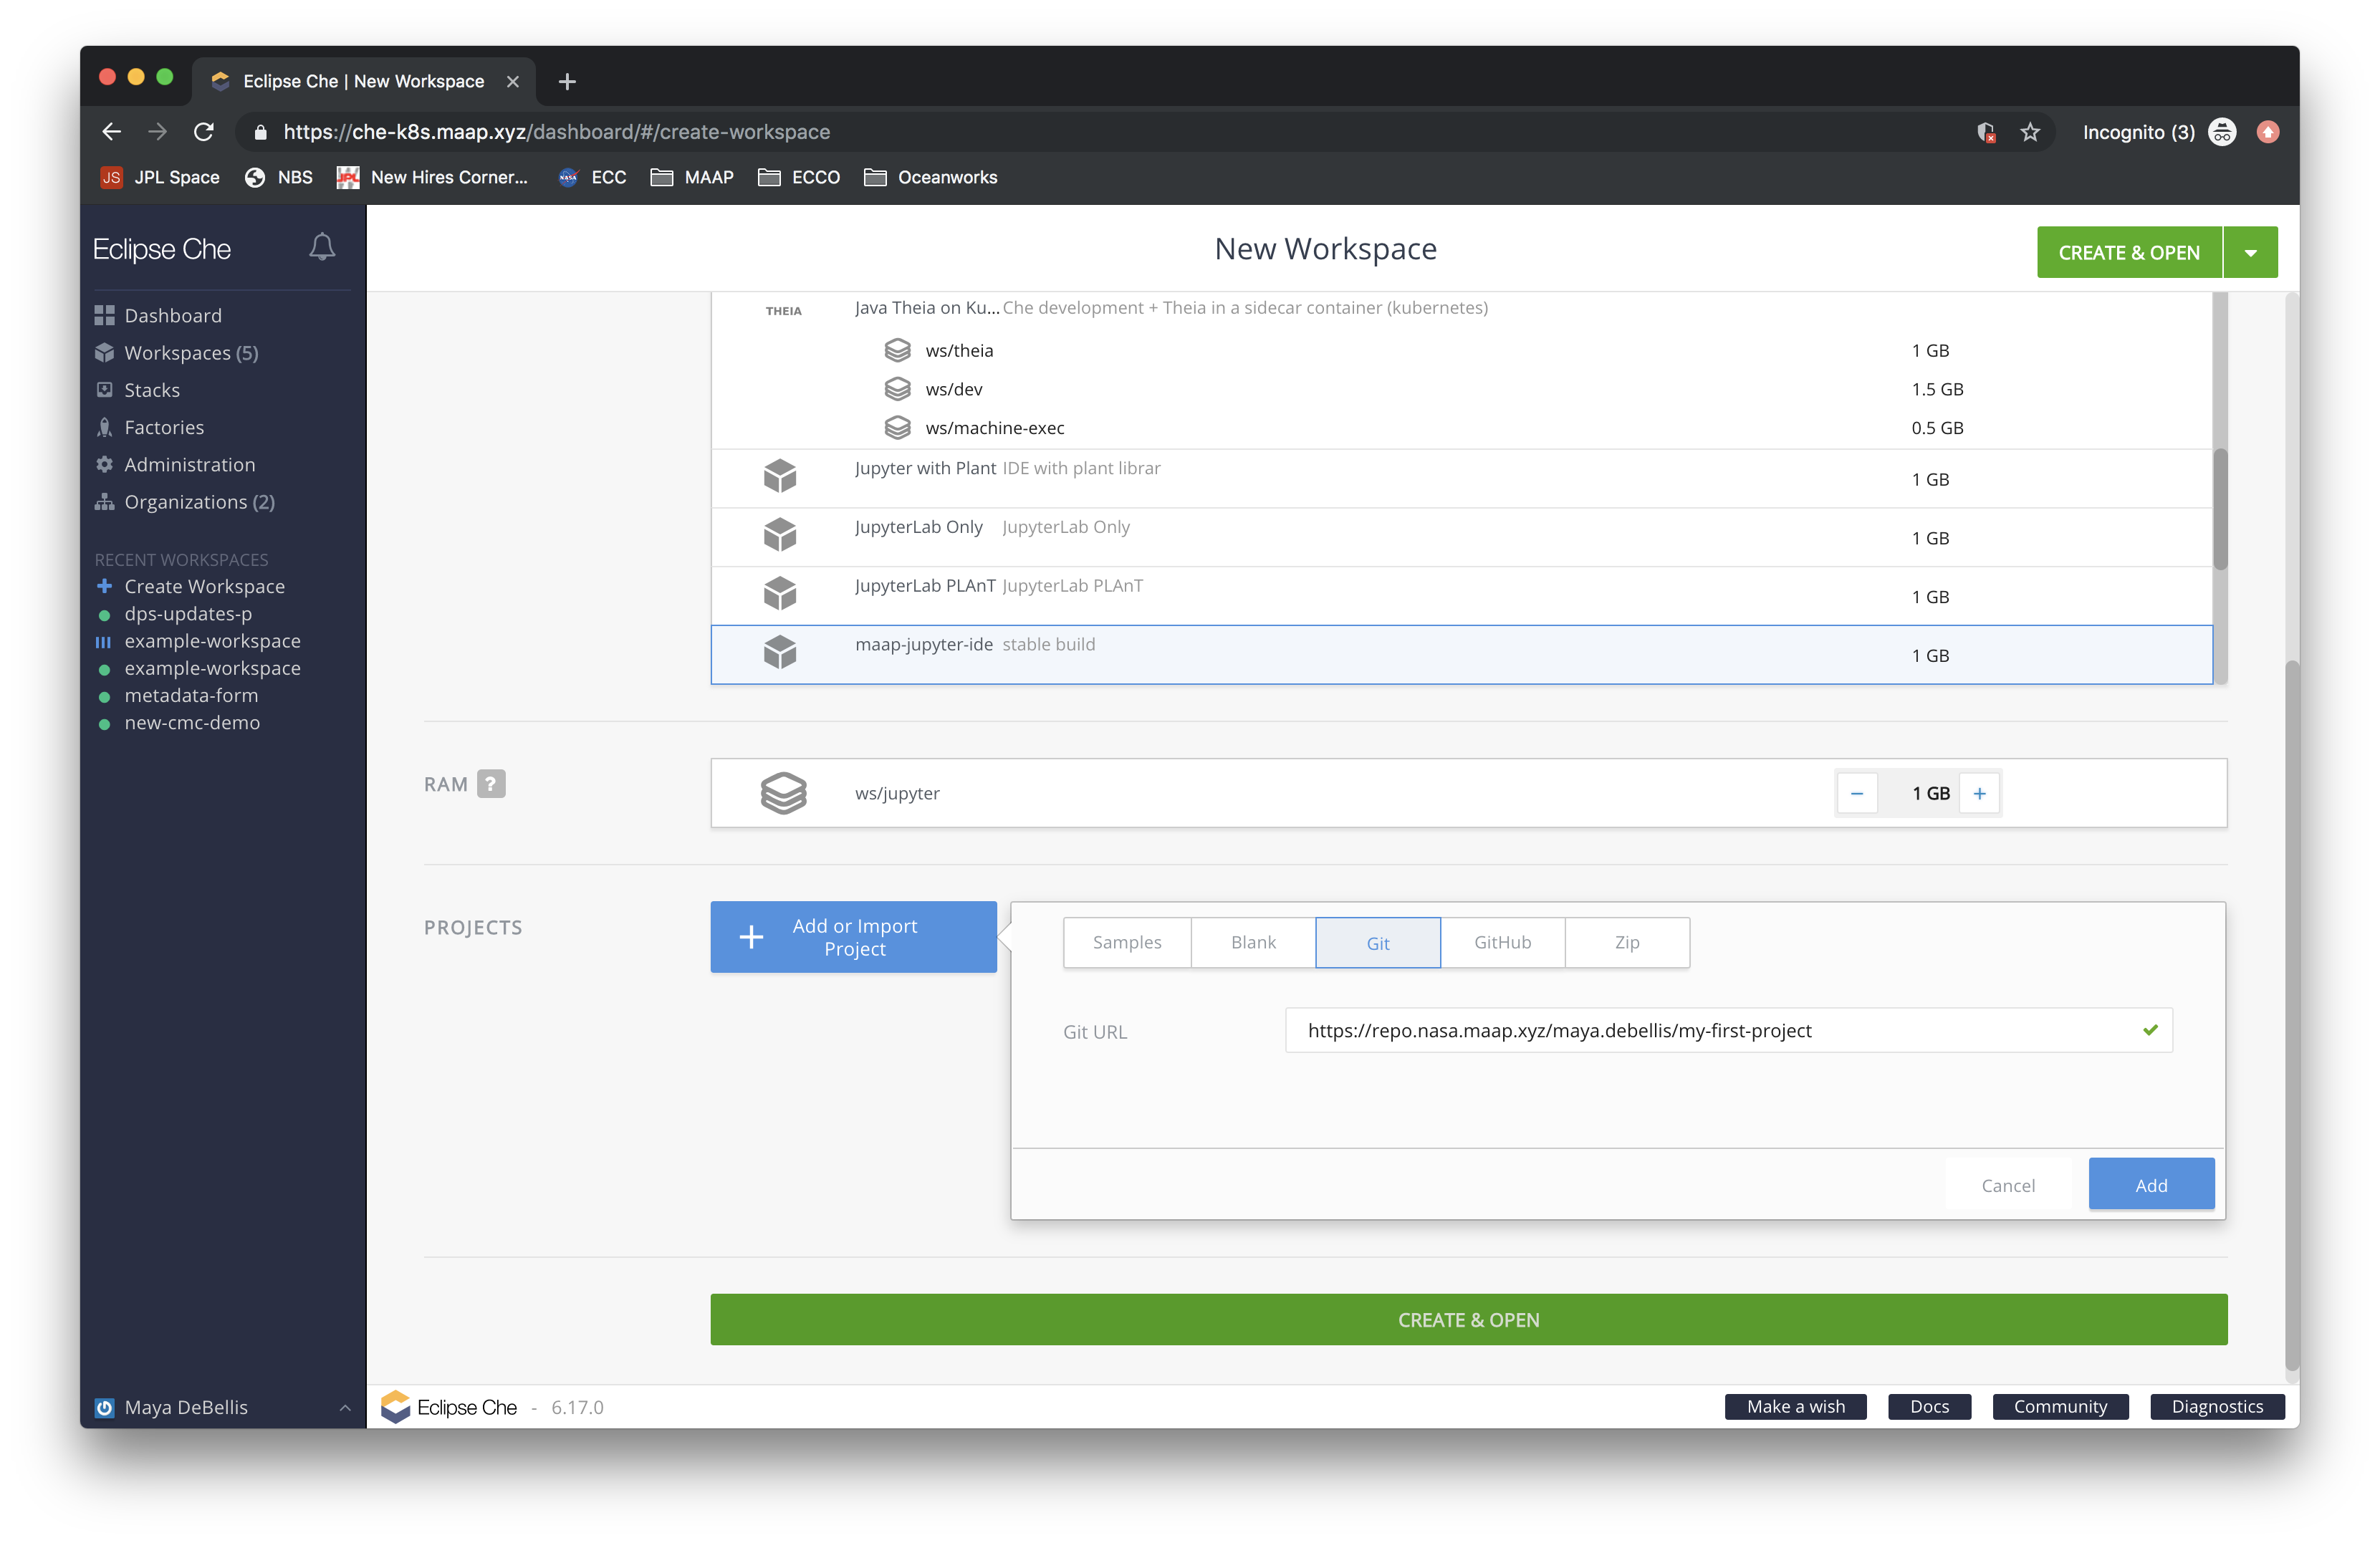 Eclipse Che | New Workspace
https://che-k8s.maap.xyz/dashboard/#/create-workspace
Incognito (3)
JS JPL Space
NBS
JPL New Hires Corner...
NASA ECC
MAAP
ECCO
Oceanworks
Eclipse Che
Dashboard
Workspaces (5)
Stacks
Factories
Administration
Organizations (2)
RECENT WORKSPACES
Create Workspace
dps-updates-p
example-workspace
example-workspace
metadata-form
new-cmc-demo
Maya DeBellis
New Workspace
CREATE & OPEN
THEIA Java Theia on Ku... Che development + Theia in a sidecar container (kubernetes)
ws/theia 1 GB
ws/dev 1.5 GB
ws/machine-exec 0.5 GB
Jupyter with Plant IDE with plant librar 1 GB
JupyterLab Only JupyterLab Only 1 GB
JupyterLab PLAnT JupyterLab PLAnT 1 GB
maap-jupyter-ide stable build 1 GB
RAM ?
ws/jupyter − 1 GB +
PROJECTS
Add or Import
Project
Samples Blank Git GitHub Zip
Git URL https://repo.nasa.maap.xyz/maya.debellis/my-first-project
Cancel Add
CREATE & OPEN
Eclipse Che - 6.17.0
Make a wish Docs Community Diagnostics